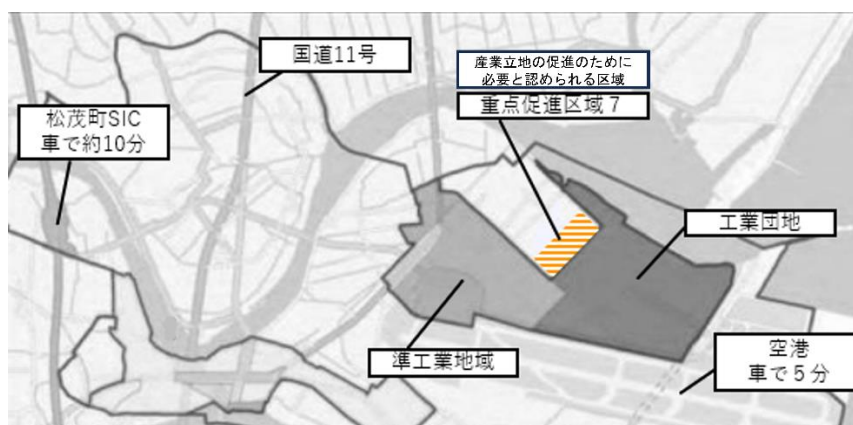 国道11号
産業立地の促進のために
必要と認められる区域
重点促進区域７
松茂町SIC
車で約10分
工業団地
準工業地域
空港
車で５分